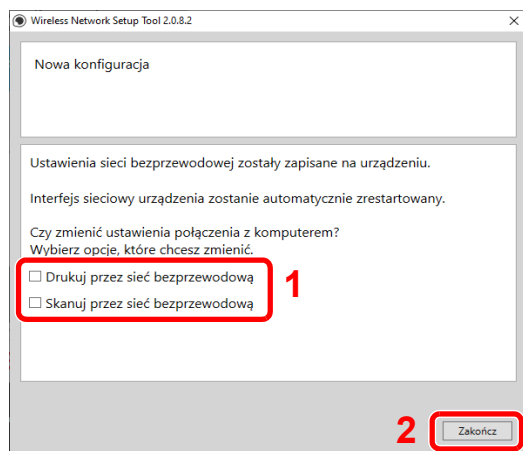 Wireless Network Setup Tool 2.0.8.2
Nowa konfiguracja
Ustawienia sieci bezprzewodowej zostały zapisane na urządzeniu.
Interfejs sieciowy urządzenia zostanie automatycznie zrestartowany.
Czy zmienić ustawienia połączenia z komputerem?
Wybierz opcje, które chcesz zmienić.
Drukuj przez sieć bezprzewodową
1
Skanuj przez sieć bezprzewodową
2
Zakończ